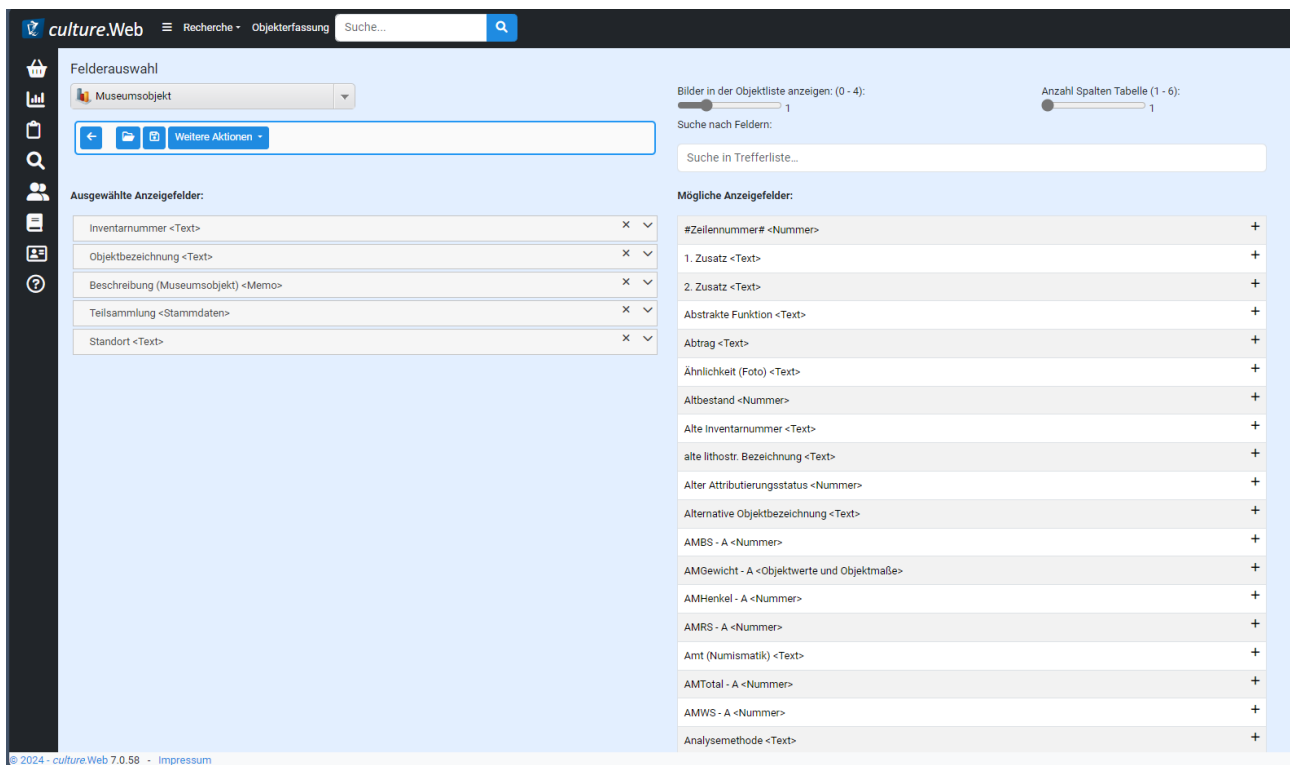 culture.Web Recherche Objekterfassung Suche...
Felderauswahl
Museumsobjekt
Weitere Aktionen
Bilder in der Objektliste anzeigen: (0 - 4):
1
Anzahl Spalten Tabelle (1 - 6):
1
Suche nach Feldern:
Suche in Trefferliste...
Ausgewählte Anzeigefelder:
Inventarnummer <Text>
Objektbezeichnung <Text>
Beschreibung (Museumsobjekt) <Memo>
Teilsammlung <Stammdaten>
Standort <Text>
Mögliche Anzeigefelder:
#Zeilennummer# <Nummer>
1. Zusatz <Text>
2. Zusatz <Text>
Abstrakte Funktion <Text>
Abtrag <Text>
Ähnlichkeit (Foto) <Text>
Altbestand <Nummer>
Alte Inventarnummer <Text>
alte lithostr. Bezeichnung <Text>
Alter Attributierungsstatus <Nummer>
Alternative Objektbezeichnung <Text>
AMBS - A <Nummer>
AMGewicht - A <Objektwerte und Objektmaße>
AMHenkel - A <Nummer>
AMRS - A <Nummer>
Amt (Numismatik) <Text>
AMTotal - A <Nummer>
AMWS - A <Nummer>
Analysemethode <Text>
© 2024 - culture.Web 7.0.58 - Impressum